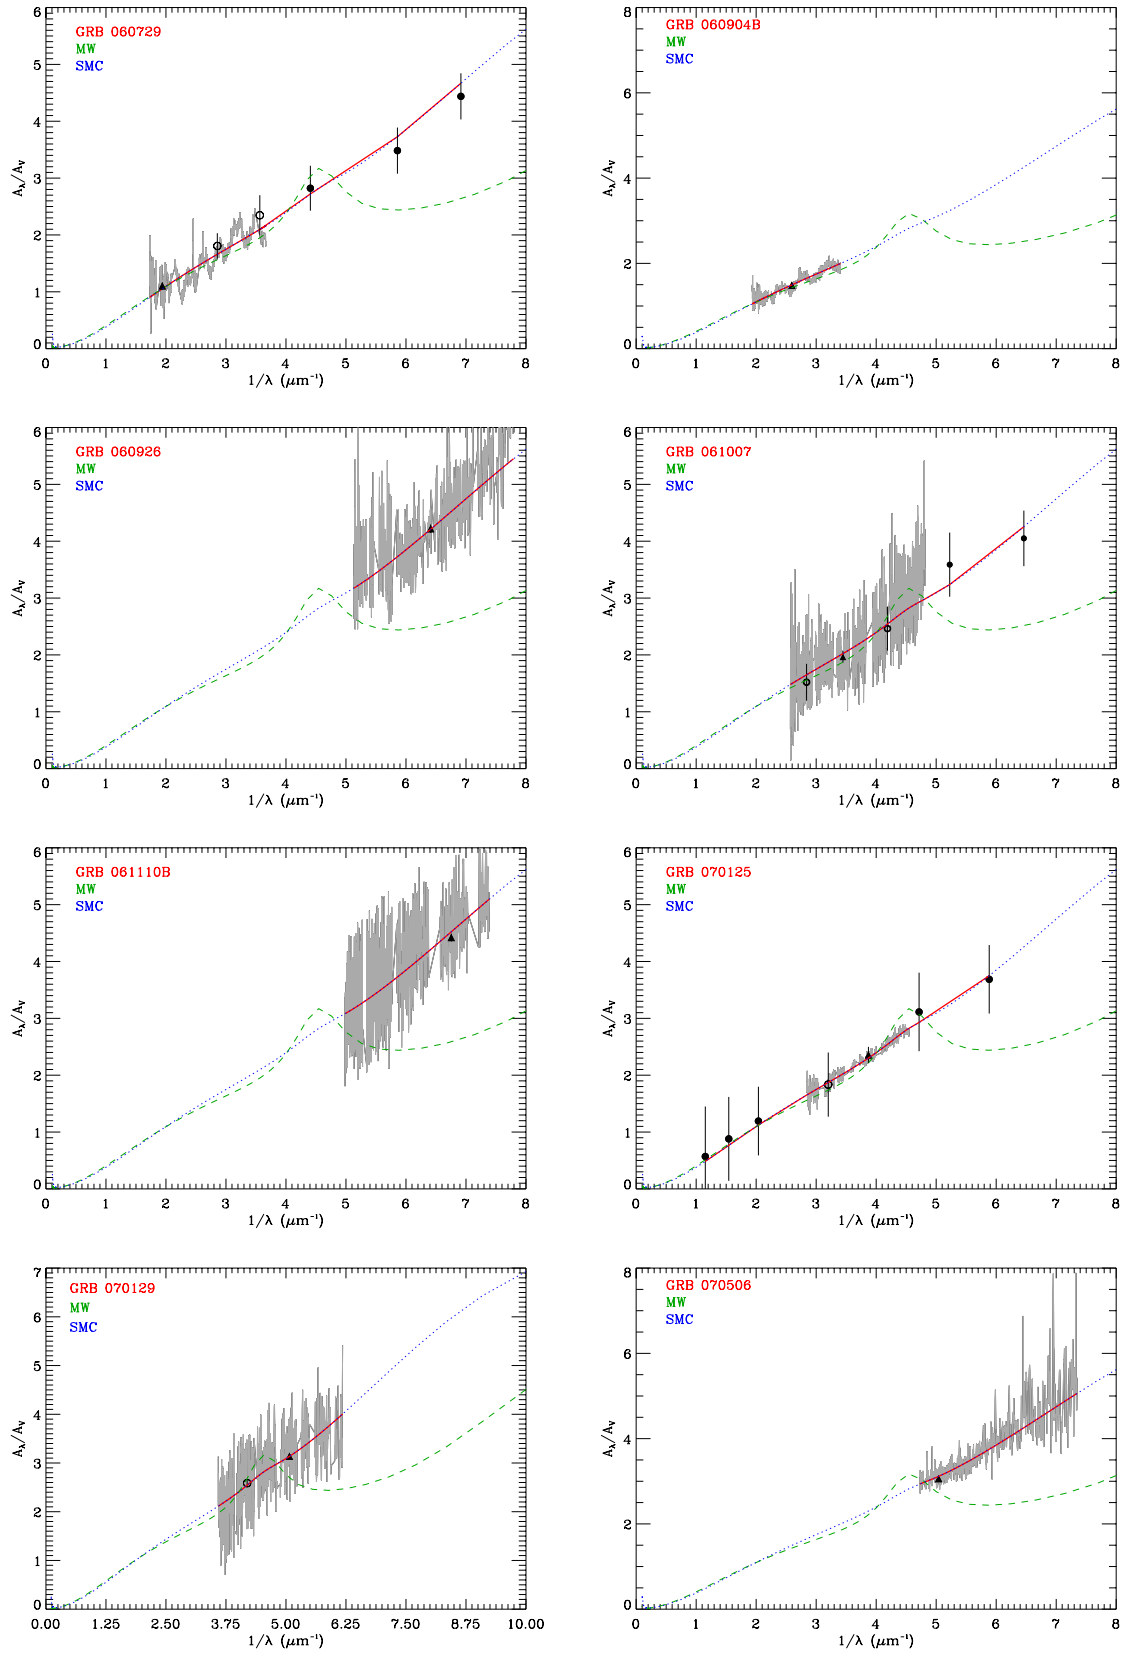 GRB 060729
MW
SMC
6
5
4
3
2
1
0
A_λ/A_V
0 1 2 3 4 5 6 7 8
1/λ (μm⁻¹)
GRB 060904B
MW
SMC
8
6
4
2
0
A_λ/A_V
0 1 2 3 4 5 6 7 8
1/λ (μm⁻¹)
GRB 060926
MW
SMC
6
5
4
3
2
1
0
A_λ/A_V
0 1 2 3 4 5 6 7 8
1/λ (μm⁻¹)
GRB 061007
MW
SMC
6
5
4
3
2
1
0
A_λ/A_V
0 1 2 3 4 5 6 7 8
1/λ (μm⁻¹)
GRB 061110B
MW
SMC
6
5
4
3
2
1
0
A_λ/A_V
0 1 2 3 4 5 6 7 8
1/λ (μm⁻¹)
GRB 070125
MW
SMC
6
5
4
3
2
1
0
A_λ/A_V
0 1 2 3 4 5 6 7 8
1/λ (μm⁻¹)
GRB 070129
MW
SMC
7
6
5
4
3
2
1
0
A_λ/A_V
0.00 1.25 2.50 3.75 5.00 6.25 7.50 8.75 10.00
1/λ (μm⁻¹)
GRB 070506
MW
SMC
8
6
4
2
0
A_λ/A_V
0 1 2 3 4 5 6 7 8
1/λ (μm⁻¹)